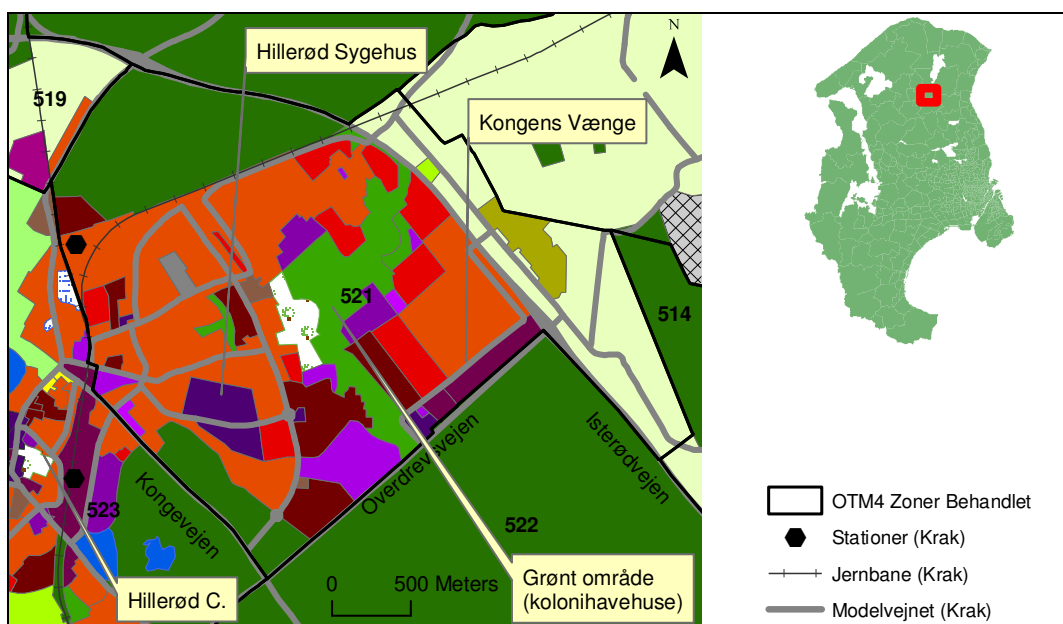 Hillerød Sygehus
N
519
Kongens Vænge
521
514
Kongevejen
Overdrevsvejen
Isterødvejen
523
522
Hillerød C.
0 500 Meters
Grønt område
(kolonihavehuse)
OTM4 Zoner Behandlet
Stationer (Krak)
Jernbane (Krak)
Modelvejnet (Krak)